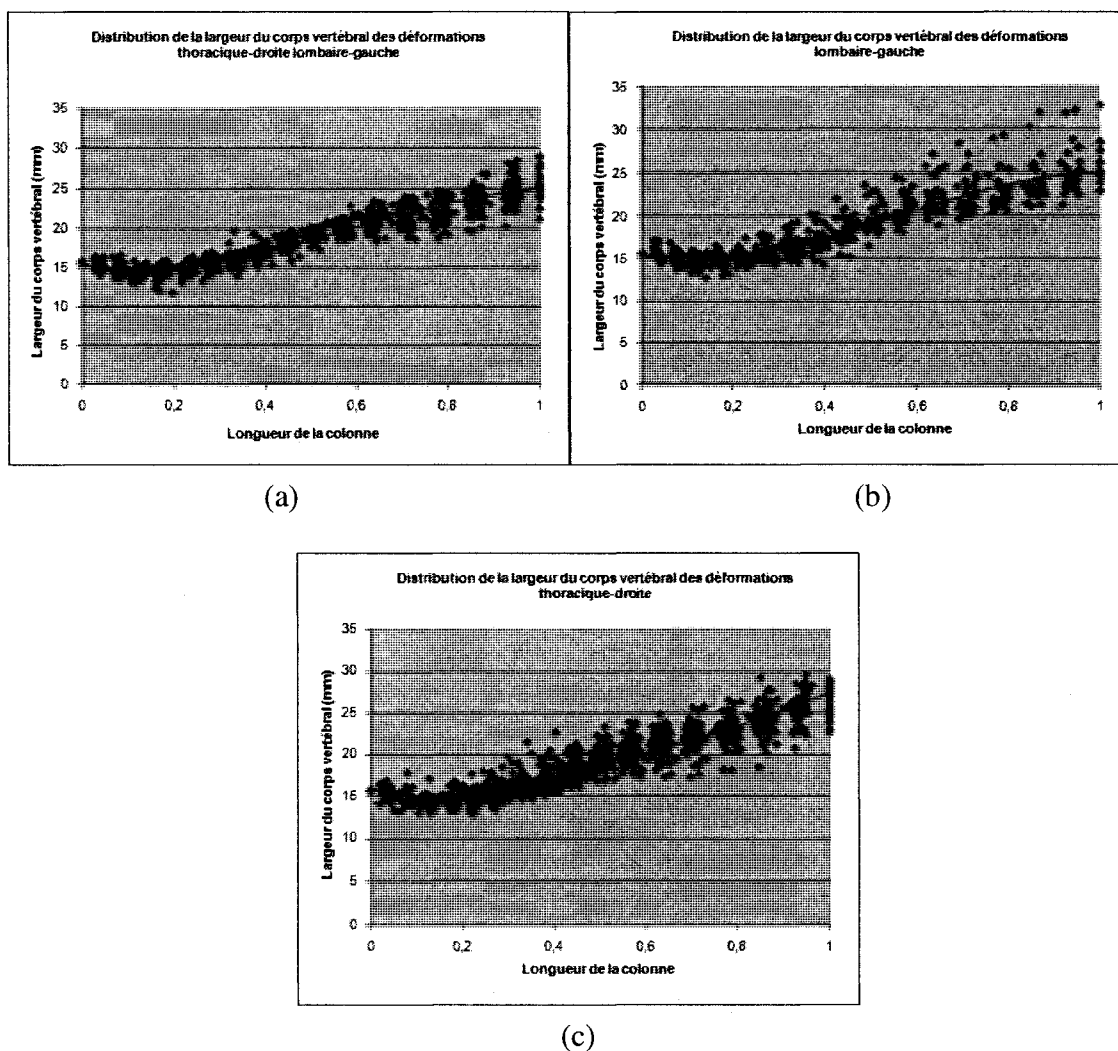 Distribution de la largeur du corps vertébral des déformations
thoracique-droite lombaire-gauche
Largeur du corps vertébral (mm)
35
30
25
20
15
10
5
0
0 0,2 0,4 0,6 0,8 1
Longueur de la colonne
(a)
Distribution de la largeur du corps vertébral des déformations
lombaire-gauche
Largeur du corps vertébral (mm)
35
30
25
20
15
10
5
0
0 0,2 0,4 0,6 0,8 1
Longueur de la colonne
(b)
Distribution de la largeur du corps vertébral des déformations
thoracique-droite
Largeur du corps vertébral (mm)
35
30
25
20
15
10
5
0
0 0,2 0,4 0,6 0,8 1
Longueur de la colonne
(c)